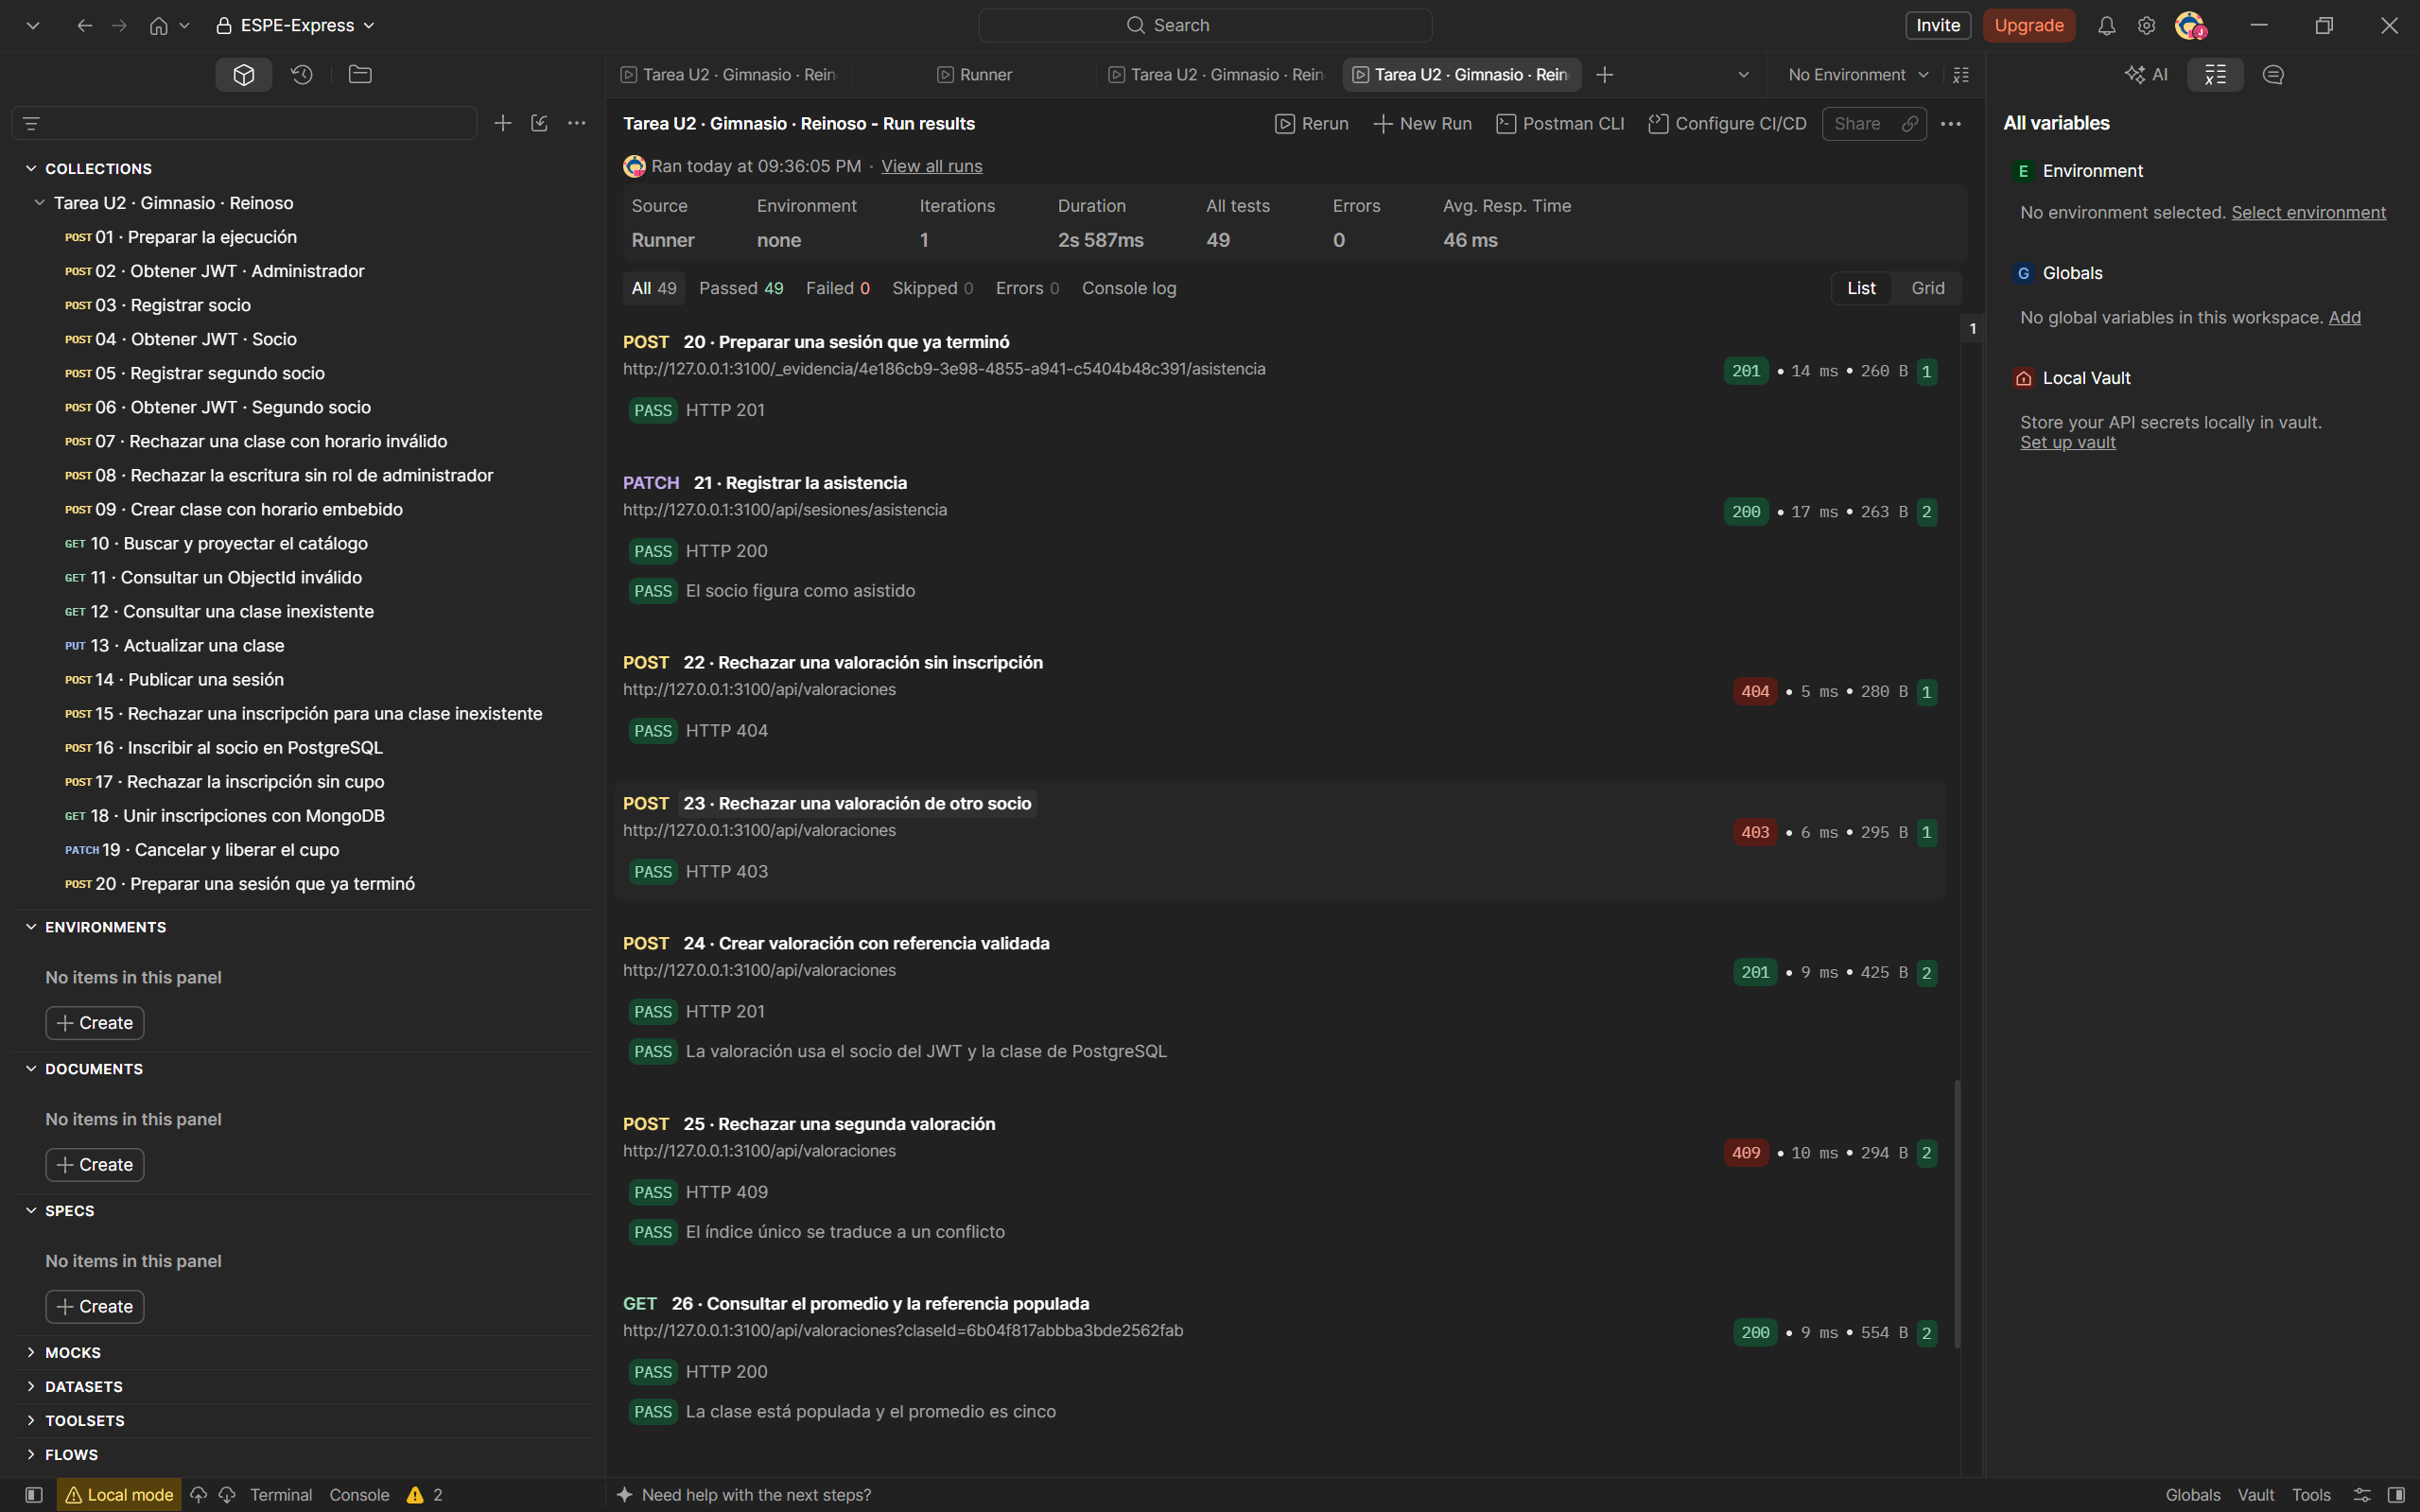 ESPE-Express
Search
Invite
Upgrade
Tarea U2 · Gimnasio · Rein
Runner
Tarea U2 · Gimnasio · Rein
Tarea U2 · Gimnasio · Rein
No Environment
AI
Tarea U2 · Gimnasio · Reinoso - Run results
Rerun
New Run
Postman CLI
Configure CI/CD
Share
All variables
COLLECTIONS
Tarea U2 · Gimnasio · Reinoso
POST 01 · Preparar la ejecución
POST 02 · Obtener JWT · Administrador
POST 03 · Registrar socio
POST 04 · Obtener JWT · Socio
POST 05 · Registrar segundo socio
POST 06 · Obtener JWT · Segundo socio
POST 07 · Rechazar una clase con horario inválido
POST 08 · Rechazar la escritura sin rol de administrador
POST 09 · Crear clase con horario embebido
GET 10 · Buscar y proyectar el catálogo
GET 11 · Consultar un ObjectId inválido
GET 12 · Consultar una clase inexistente
PUT 13 · Actualizar una clase
POST 14 · Publicar una sesión
POST 15 · Rechazar una inscripción para una clase inexistente
POST 16 · Inscribir al socio en PostgreSQL
POST 17 · Rechazar la inscripción sin cupo
GET 18 · Unir inscripciones con MongoDB
PATCH 19 · Cancelar y liberar el cupo
POST 20 · Preparar una sesión que ya terminó
ENVIRONMENTS
No items in this panel
Create
DOCUMENTS
No items in this panel
Create
SPECS
No items in this panel
Create
MOCKS
DATASETS
TOOLSETS
FLOWS
Ran today at 09:36:05 PM · View all runs
Source Environment Iterations Duration All tests Errors Avg. Resp. Time
Runner none 1 2s 587ms 49 0 46 ms
All 49 Passed 49 Failed 0 Skipped 0 Errors 0 Console log
List Grid
1
POST 20 · Preparar una sesión que ya terminó
http://127.0.0.1:3100/_evidencia/4e186cb9-3e98-4855-a941-c5404b48c391/asistencia
201 • 14 ms • 260 B 1
PASS HTTP 201
PATCH 21 · Registrar la asistencia
http://127.0.0.1:3100/api/sesiones/asistencia
200 • 17 ms • 263 B 2
PASS HTTP 200
PASS El socio figura como asistido
POST 22 · Rechazar una valoración sin inscripción
http://127.0.0.1:3100/api/valoraciones
404 • 5 ms • 280 B 1
PASS HTTP 404
POST 23 · Rechazar una valoración de otro socio
http://127.0.0.1:3100/api/valoraciones
403 • 6 ms • 295 B 1
PASS HTTP 403
POST 24 · Crear valoración con referencia validada
http://127.0.0.1:3100/api/valoraciones
201 • 9 ms • 425 B 2
PASS HTTP 201
PASS La valoración usa el socio del JWT y la clase de PostgreSQL
POST 25 · Rechazar una segunda valoración
http://127.0.0.1:3100/api/valoraciones
409 • 10 ms • 294 B 2
PASS HTTP 409
PASS El índice único se traduce a un conflicto
GET 26 · Consultar el promedio y la referencia populada
http://127.0.0.1:3100/api/valoraciones?claseId=6b04f817abbba3bde2562fab
200 • 9 ms • 554 B 2
PASS HTTP 200
PASS La clase está populada y el promedio es cinco
E Environment
No environment selected. Select environment
G Globals
No global variables in this workspace. Add
Local Vault
Store your API secrets locally in vault.
Set up vault
Local mode
Terminal
Console
2
Need help with the next steps?
Globals
Vault
Tools